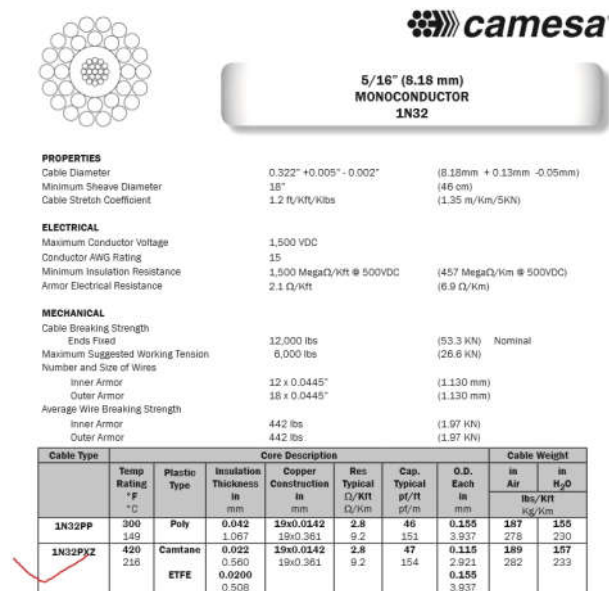 camesa
5/16" (8.18 mm)
MONOCONDUCTOR
1N32
PROPERTIES
Cable Diameter 0.322" +0.005" - 0.002" (8.18mm + 0.13mm -0.05mm)
Minimum Sheave Diameter 18" (46 cm)
Cable Stretch Coefficient 1.2 ft/Kft/Klbs (1.35 m/Km/5KN)
ELECTRICAL
Maximum Conductor Voltage 1,500 VDC
Conductor AWG Rating 15
Minimum Insulation Resistance 1,500 MegaΩ/Kft @ 500VDC (457 MegaΩ/Km @ 500VDC)
Armor Electrical Resistance 2.1 Ω/Kft (6.9 Ω/Km)
MECHANICAL
Cable Breaking Strength
Ends Fixed 12,000 lbs (53.3 KN) Nominal
Maximum Suggested Working Tension 6,000 lbs (26.6 KN)
Number and Size of Wires
Inner Armor 12 x 0.0445" (1.130 mm)
Outer Armor 18 x 0.0445" (1.130 mm)
Average Wire Breaking Strength
Inner Armor 442 lbs (1.97 KN)
Outer Armor 442 lbs (1.97 KN)
Cable Type Core Description Cable Weight
Temp Plastic Insulation Copper Res Cap. O.D. in in
Rating Type Thickness Construction Typical Typical Each Air H₂O
°F in in Ω/Kft pf/ft in lbs/Kft
°C mm mm Ω/Km pf/m mm Kg/Km
1N32PP 300 Poly 0.042 19x0.0142 2.8 46 0.155 187 155
149 1.067 19x0.361 9.2 151 3.937 278 230
1N32PXZ 420 Camtane 0.022 19x0.0142 2.8 47 0.115 189 157
216 0.560 19x0.361 9.2 154 2.921 282 233
ETFE 0.0200 0.155
0.508 3.937